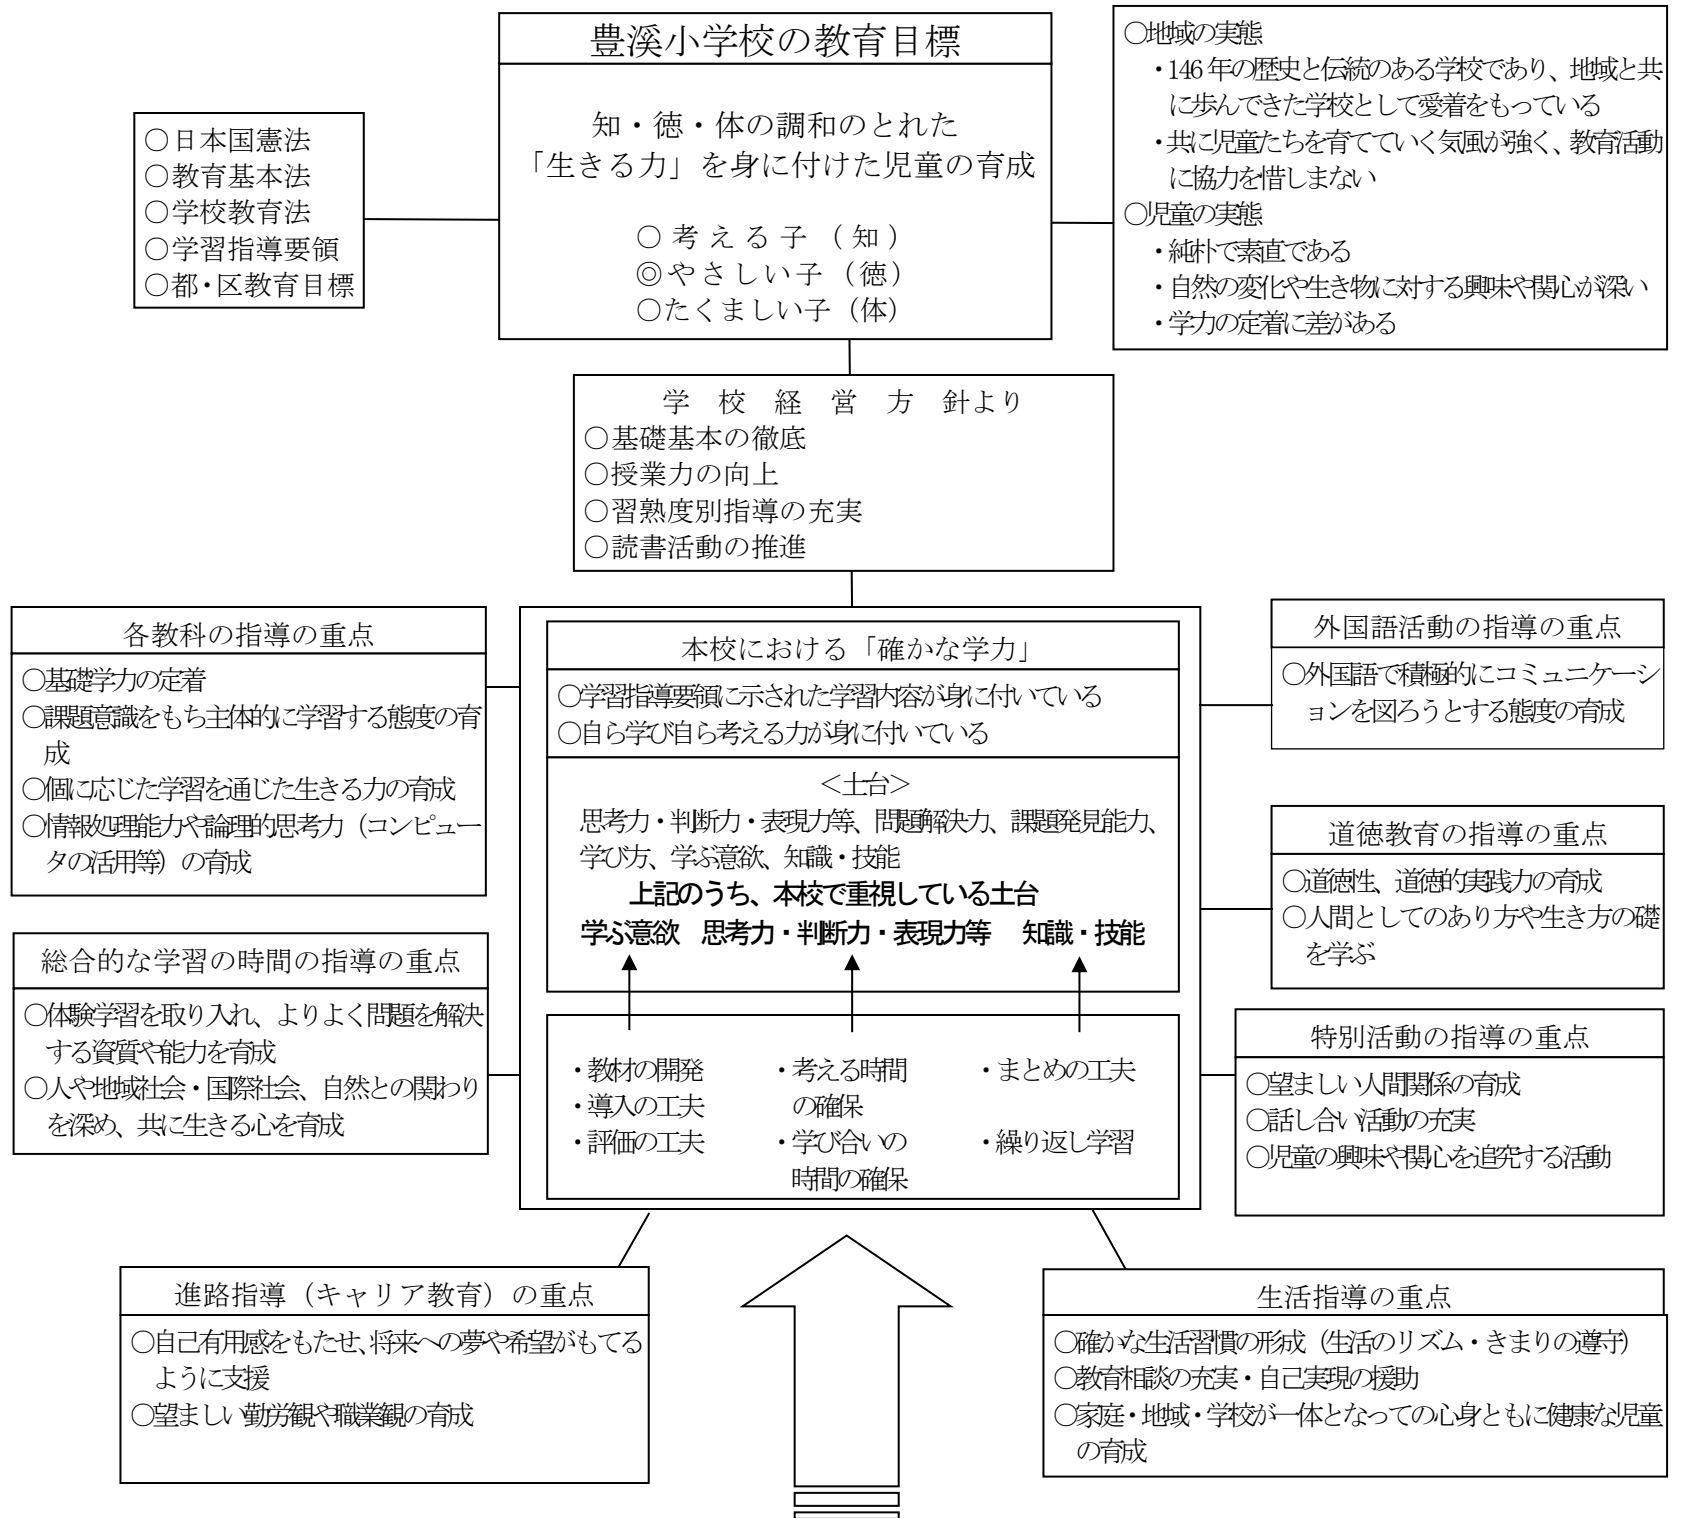 豊溪小学校の教育目標
知・徳・体の調和のとれた
「生きる力」を身に付けた児童の育成
○考える子（知）
◎やさしい子（徳）
○たくましい子（体）
○日本国憲法
○教育基本法
○学校教育法
○学習指導要領
○都・区教育目標
○地域の実態
・146年の歴史と伝統のある学校であり、地域と共
に歩んできた学校として愛着をもっている
・共に児童たちを育てていく気風が強く、教育活動
に協力を惜しまない
○児童の実態
・純朴で素直である
・自然の変化や生き物に対する興味や関心が深い
・学力の定着に差がある
学校経営方針より
○基礎基本の徹底
○授業力の向上
○習熟度別指導の充実
○読書活動の推進
各教科の指導の重点
○基礎学力の定着
○課題意識をもち主体的に学習する態度の育
成
○個に応じた学習を通じた生きる力の育成
○情報処理能力や論理的思考力（コンピュー
タの活用等）の育成
総合的な学習の時間の指導の重点
○体験学習を取り入れ、よりよく問題を解決
する資質や能力を育成
○人や地域社会・国際社会、自然との関わり
を深め、共に生きる心を育成
本校における「確かな学力」
○学習指導要領に示された学習内容が身に付いている
○自ら学び自ら考える力が身に付いている
＜土台＞
思考力・判断力・表現力等、問題解決力、課題発見能力、
学び方、学ぶ意欲、知識・技能
上記のうち、本校で重視している土台
学ぶ意欲　思考力・判断力・表現力等　知識・技能
・教材の開発
・導入の工夫
・評価の工夫
・考える時間
の確保
・学び合いの
時間の確保
・まとめの工夫
・繰り返し学習
外国語活動の指導の重点
○外国語で積極的にコミュニケーシ
ョンを図ろうとする態度の育成
道徳教育の指導の重点
○道徳性、道徳的実践力の育成
○人間としてのあり方や生き方の礎
を学ぶ
特別活動の指導の重点
○望ましい人間関係の育成
○話し合い活動の充実
○児童の興味や関心を追究する活動
進路指導（キャリア教育）の重点
○自己有用感をもたせ、将来への夢や希望がもてる
ように支援
○望ましい勤労観や職業観の育成
生活指導の重点
○確かな生活習慣の形成（生活のリズム・きまりの遵守）
○教育相談の充実・自己実現の援助
○家庭・地域・学校が一体となっての心身ともに健康な児童
の育成